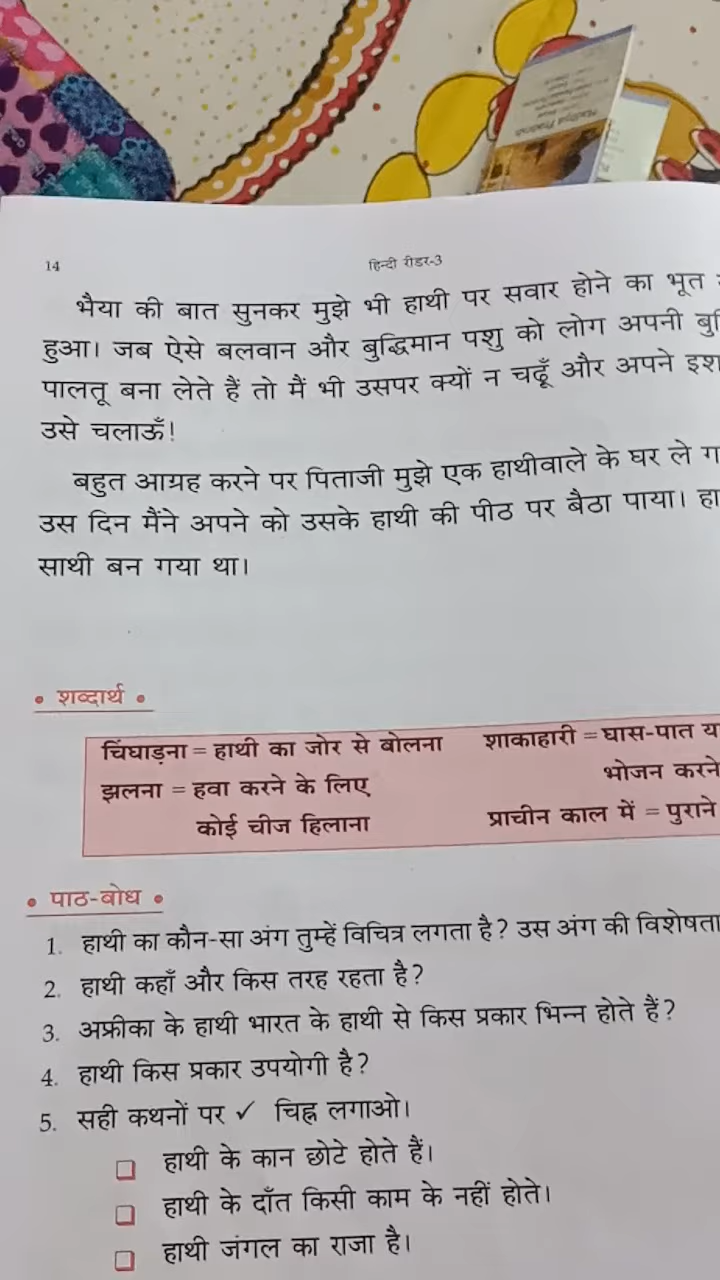 14
हिन्दी रीडर-3
भैया की बात सुनकर मुझे भी हाथी पर सवार होने का भूत
हुआ। जब ऐसे बलवान और बुद्धिमान पशु को लोग अपनी
पालतू बना लेते हैं तो मैं भी उसपर क्यों न चढ़ूँ और अपने
उसे चलाऊँ!
बहुत आग्रह करने पर पिताजी मुझे एक हाथीवाले के घर ले
उस दिन मैंने अपने को उसके हाथी की पीठ पर बैठा पाया।
साथी बन गया था।
• शब्दार्थ •
चिंघाड़ना = हाथी का जोर से बोलना
झलना = हवा करने के लिए
कोई चीज हिलाना
शाकाहारी = घास-पात
भोजन करने
प्राचीन काल में = पुराने
• पाठ-बोध •
1. हाथी का कौन-सा अंग तुम्हें विचित्र लगता है? उस अंग की विशेषता
2. हाथी कहाँ और किस तरह रहता है?
3. अफ्रीका के हाथी भारत के हाथी से किस प्रकार भिन्न होते हैं?
4. हाथी किस प्रकार उपयोगी है?
5. सही कथनों पर ✓ चिह्न लगाओ।
हाथी के कान छोटे होते हैं।
हाथी के दाँत किसी काम के नहीं होते।
हाथी जंगल का राजा है।
Madhya Pradesh